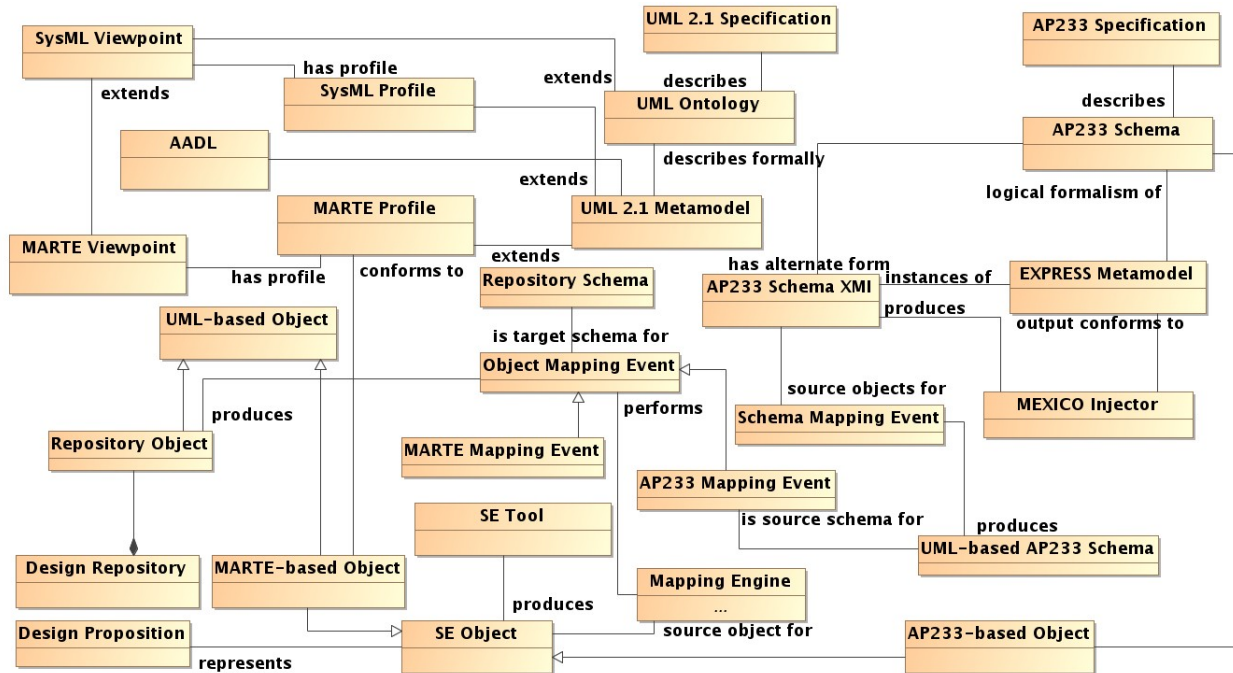 UML 2.1 Specification
AP233 Specification
SysML Viewpoint
has profile
extends
describes
SysML Profile
extends
UML Ontology
describes
AP233 Schema
AADL
describes formally
extends
logical formalism of
MARTE Profile
UML 2.1 Metamodel
MARTE Viewpoint
has profile
conforms to
extends
has alternate form
Repository Schema
AP233 Schema XMI
instances of
EXPRESS Metamodel
produces
output conforms to
UML-based Object
is target schema for
Object Mapping Event
source objects for
produces
performs
Schema Mapping Event
MEXICO Injector
Repository Object
MARTE Mapping Event
AP233 Mapping Event
SE Tool
is source schema for
produces
UML-based AP233 Schema
Design Repository
MARTE-based Object
Mapping Engine
...
produces
Design Proposition
SE Object
source object for
AP233-based Object
represents